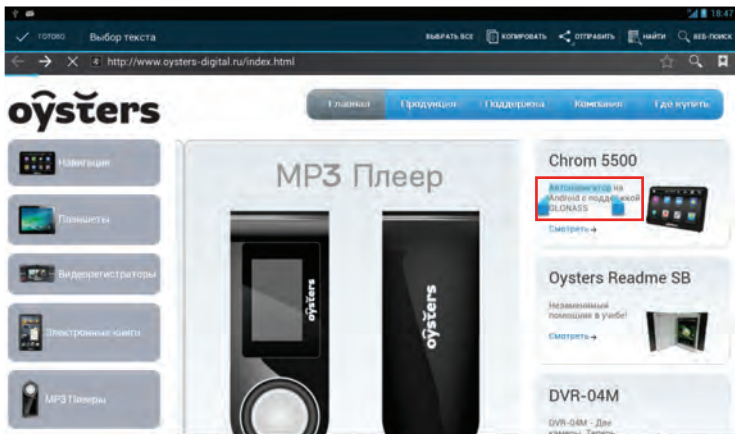 18:47
ГОТОВО
Выбор текста
ВЫБРАТЬ ВСЕ
КОПИРОВАТЬ
ОТПРАВИТЬ
НАЙТИ
ВЕБ-ПОИСК
http://www.oysters-digital.ru/index.html
oysters
Главная
Продукция
Поддержка
Компания
Где купить
Навигация
Планшеты
Видеорегистраторы
Электронные книги
MP3 Плееры
MP3 Плеер
oysters
oysters
Chrom 5500
Автонавигатор на
Android с поддержкой
GLONASS
Смотреть →
Oysters Readme SB
Незаменимый
помощник в учебе!
Смотреть →
DVR-04M
DVR-04M - Две
камеры. Теперь